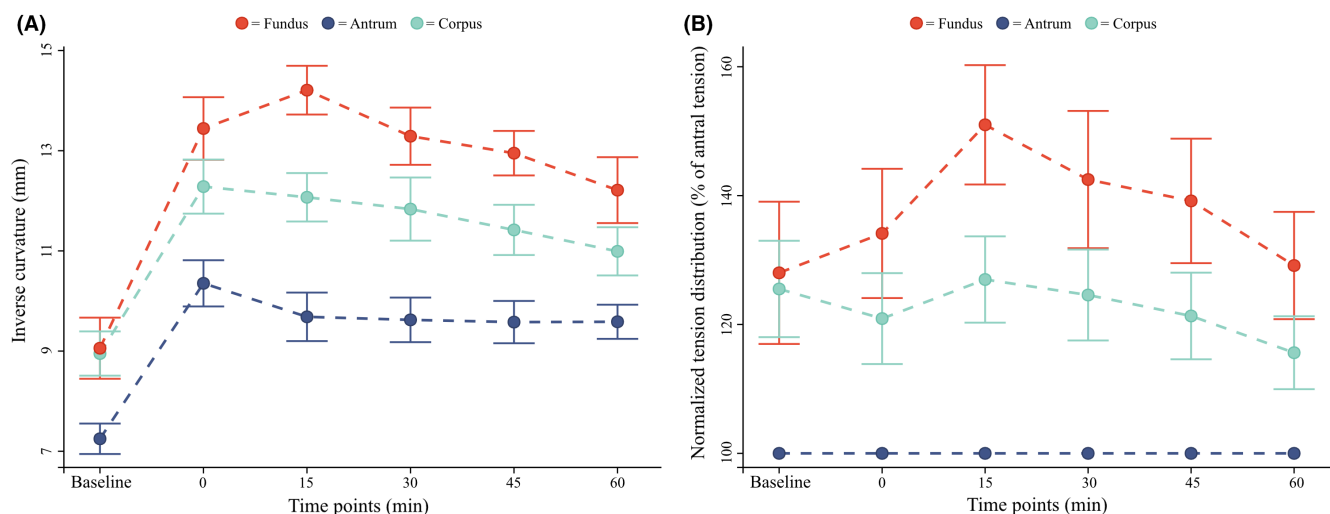 (A)
= Fundus = Antrum = Corpus
Inverse curvature (mm)
15
13
11
9
7
Baseline 0 15 30 45 60
Time points (min)
(B)
= Fundus = Antrum = Corpus
Normalized tension distribution (% of antral tension)
160
140
120
100
Baseline 0 15 30 45 60
Time points (min)